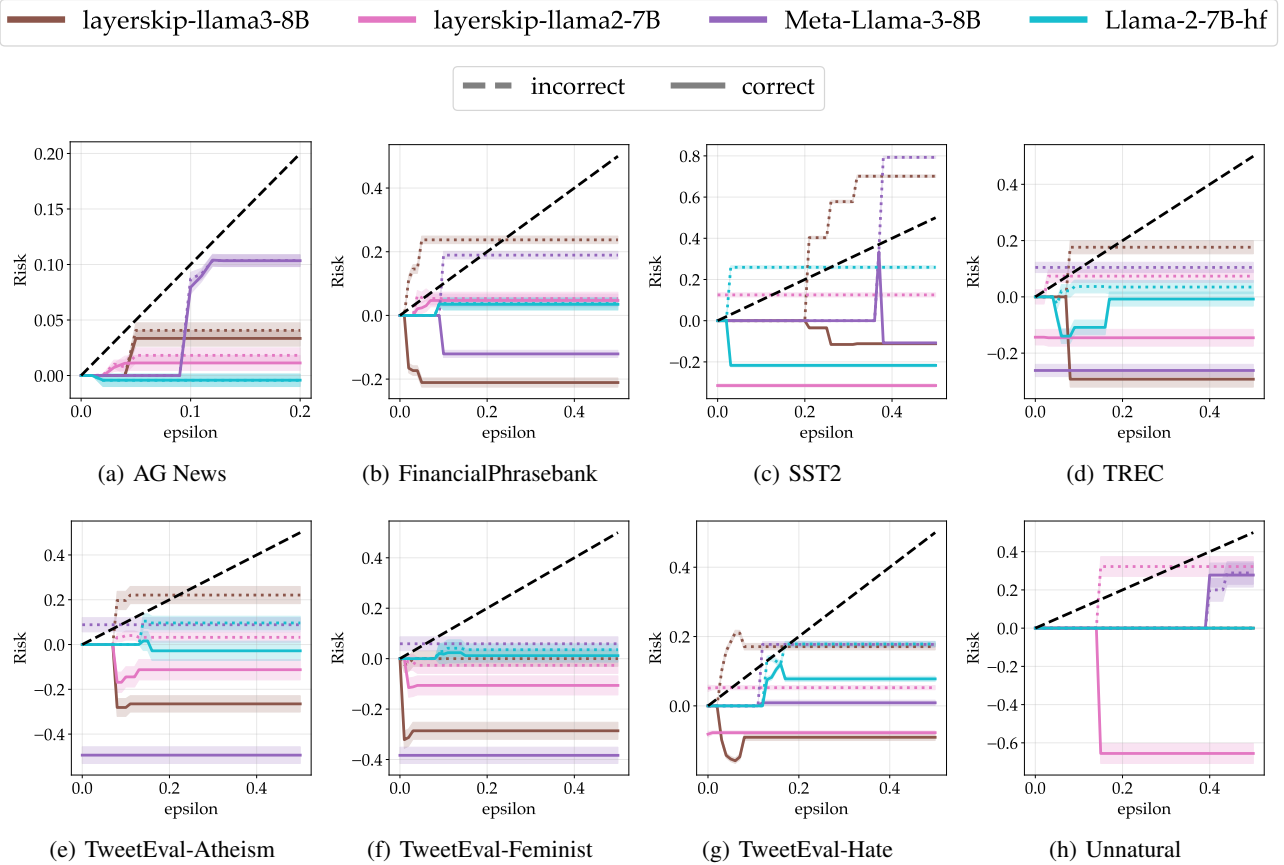 layerskip-llama3-8B layerskip-llama2-7B Meta-Llama-3-8B Llama-2-7B-hf
incorrect correct
0.20
0.15
0.10
0.05
0.00
Risk
0.0 0.1 0.2
epsilon
(a) AG News
0.4
0.2
0.0
−0.2
Risk
0.0 0.2 0.4
epsilon
(b) FinancialPhrasebank
0.8
0.6
0.4
0.2
0.0
−0.2
Risk
0.0 0.2 0.4
epsilon
(c) SST2
0.4
0.2
0.0
−0.2
Risk
0.0 0.2 0.4
epsilon
(d) TREC
0.4
0.2
0.0
−0.2
−0.4
Risk
0.0 0.2 0.4
epsilon
(e) TweetEval-Atheism
0.4
0.2
0.0
−0.2
−0.4
Risk
0.0 0.2 0.4
epsilon
(f) TweetEval-Feminist
0.4
0.2
0.0
Risk
0.0 0.2 0.4
epsilon
(g) TweetEval-Hate
0.4
0.2
0.0
−0.2
−0.4
−0.6
Risk
0.0 0.2 0.4
epsilon
(h) Unnatural